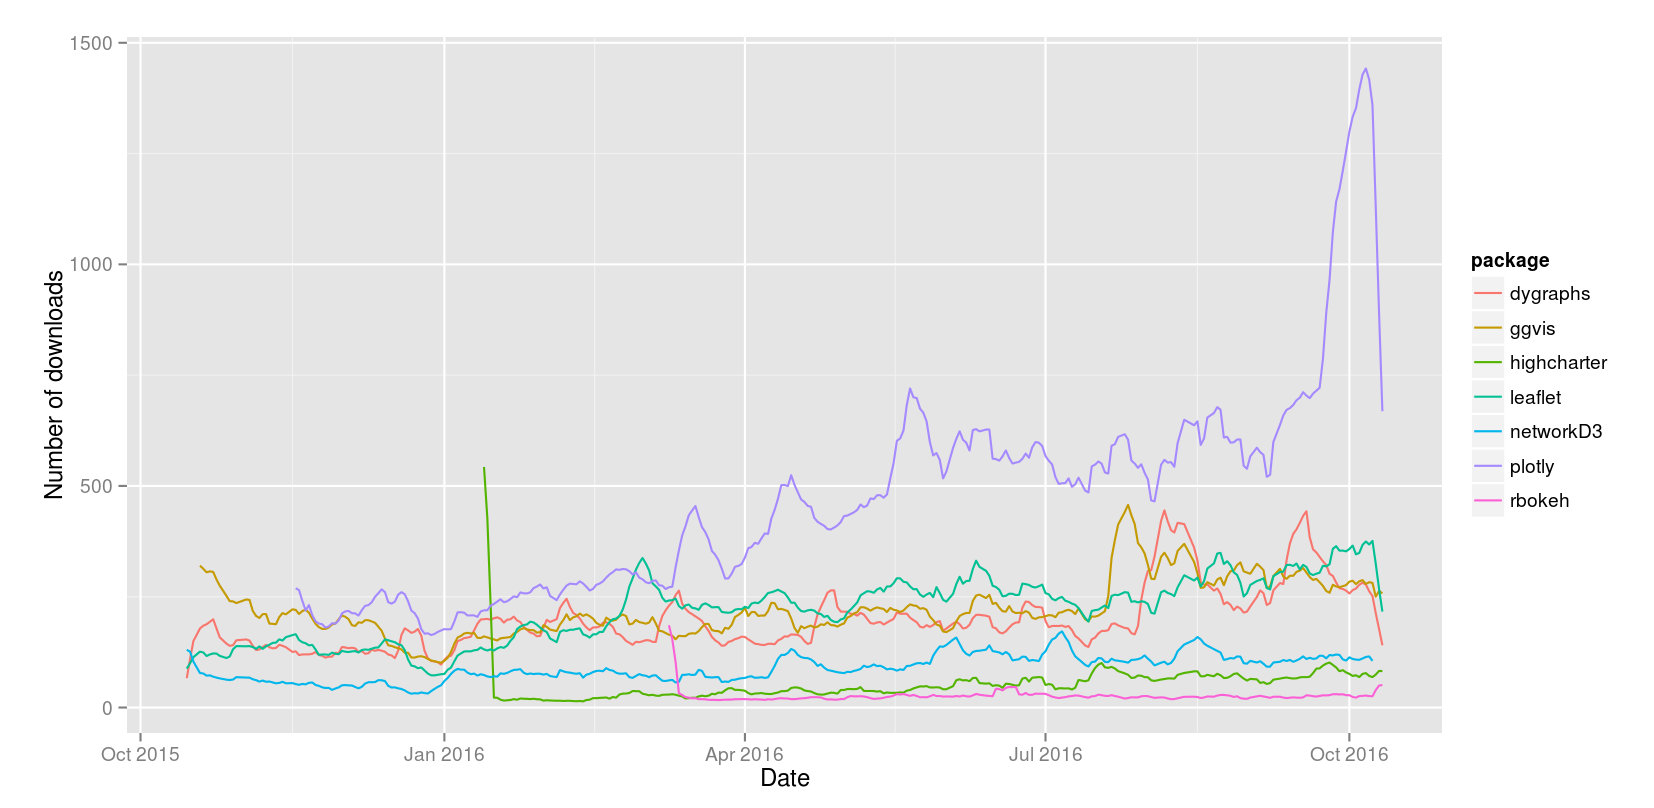 1500
1000
500
0
Number of downloads
Oct 2015
Jan 2016
Apr 2016
Jul 2016
Oct 2016
Date
package
dygraphs
ggvis
highcharter
leaflet
networkD3
plotly
rbokeh